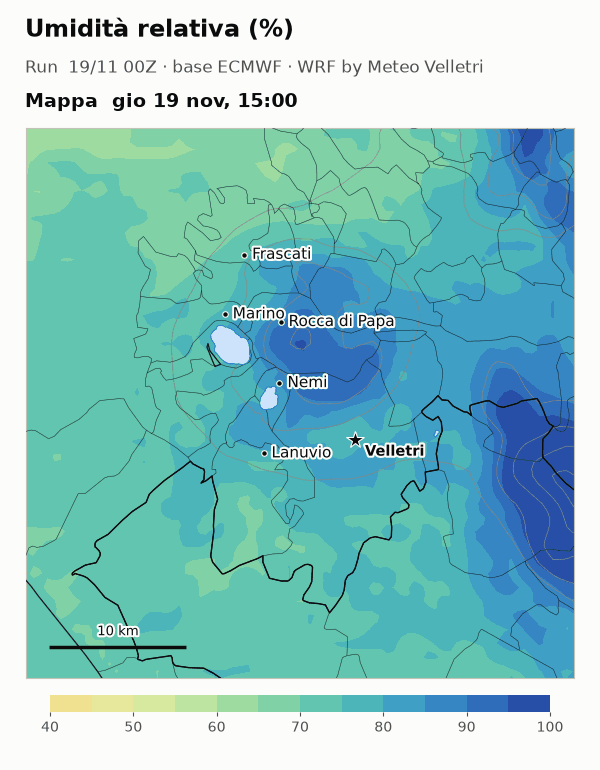 Umidità relativa (%)
Run 19/11 00Z · base ECMWF · WRF by Meteo Velletri
Mappa gio 19 nov, 15:00
Frascati
Marino
Rocca di Papa
Nemi
Velletri
Lanuvio
10 km
40 50 60 70 80 90 100